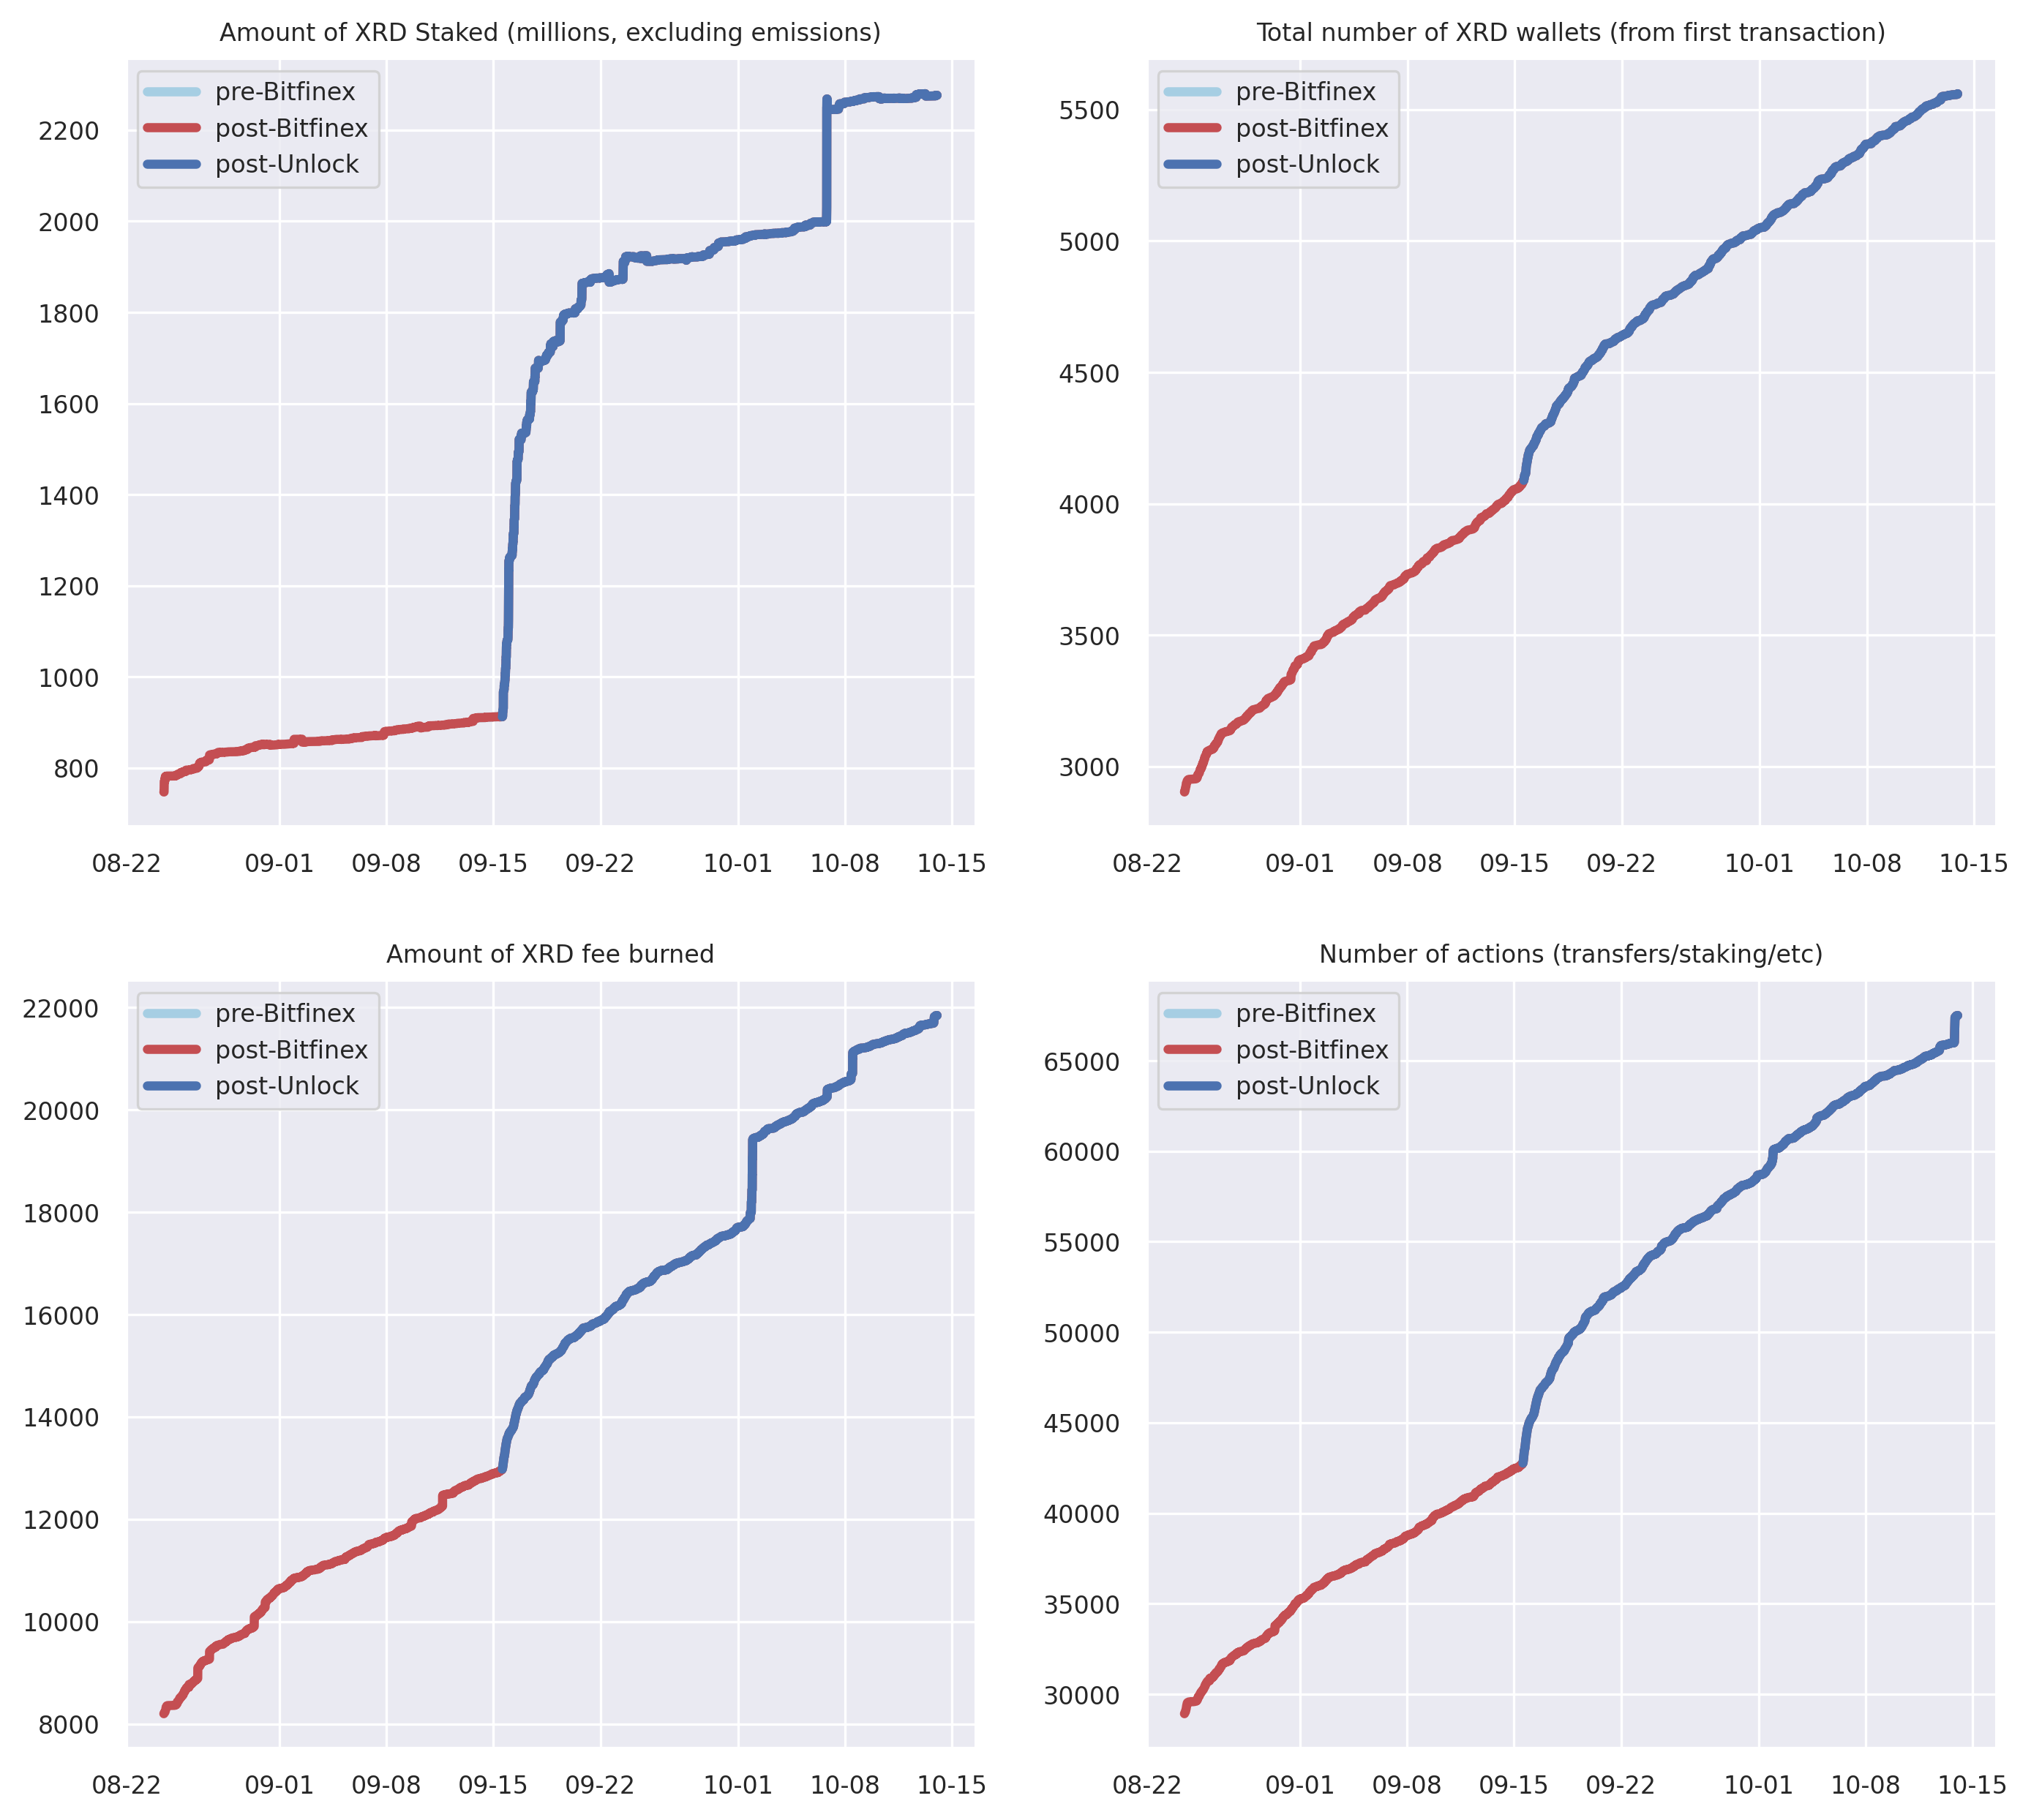 Amount of XRD Staked (millions, excluding emissions)
pre-Bitfinex
post-Bitfinex
post-Unlock
2200
2000
1800
1600
1400
1200
1000
800
08-22 09-01 09-08 09-15 09-22 10-01 10-08 10-15
Total number of XRD wallets (from first transaction)
pre-Bitfinex
post-Bitfinex
post-Unlock
5500
5000
4500
4000
3500
3000
08-22 09-01 09-08 09-15 09-22 10-01 10-08 10-15
Amount of XRD fee burned
pre-Bitfinex
post-Bitfinex
post-Unlock
22000
20000
18000
16000
14000
12000
10000
8000
08-22 09-01 09-08 09-15 09-22 10-01 10-08 10-15
Number of actions (transfers/staking/etc)
pre-Bitfinex
post-Bitfinex
post-Unlock
65000
60000
55000
50000
45000
40000
35000
30000
08-22 09-01 09-08 09-15 09-22 10-01 10-08 10-15